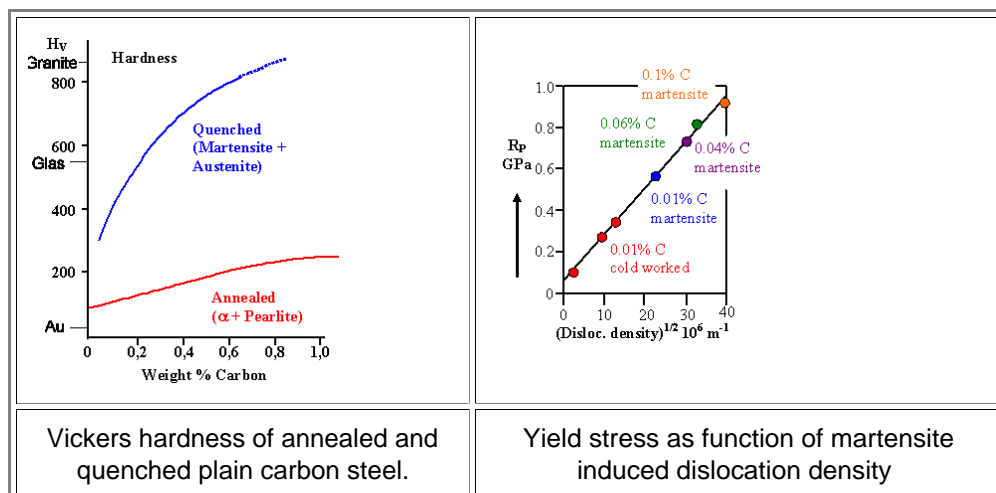 Hv
Granite
Hardness
800
Quenched
(Martensite +
Austenite)
600
Glas
400
200
Annealed
(α + Pearlite)
Au
0 0,2 0,4 0,6 0,8 1,0
Weight % Carbon
1.0
0.1% C
martensite
0.8
0.06% C
martensite
RP
GPa
0.04% C
martensite
0.6
0.01% C
martensite
0.4
0.2
0.01% C
cold worked
0
0 10 20 30 40
(Disloc. density)1/2 106 m-1
Vickers hardness of annealed and
quenched plain carbon steel.
Yield stress as function of martensite
induced dislocation density